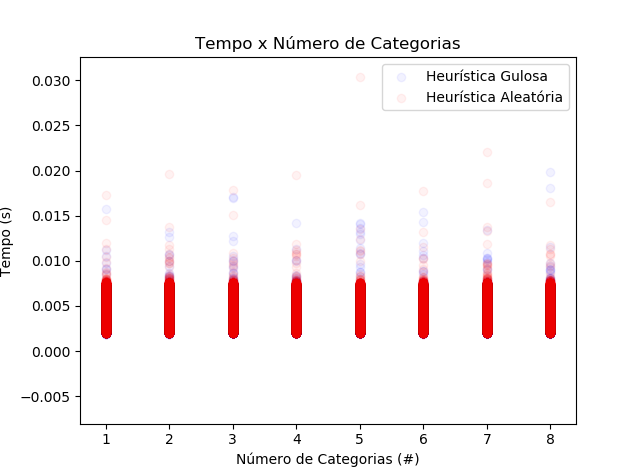 Tempo x Número de Categorias
Heurística Gulosa
Heurística Aleatória
0.030
0.025
0.020
0.015
0.010
0.005
0.000
−0.005
Tempo (s)
1 2 3 4 5 6 7 8
Número de Categorias (#)